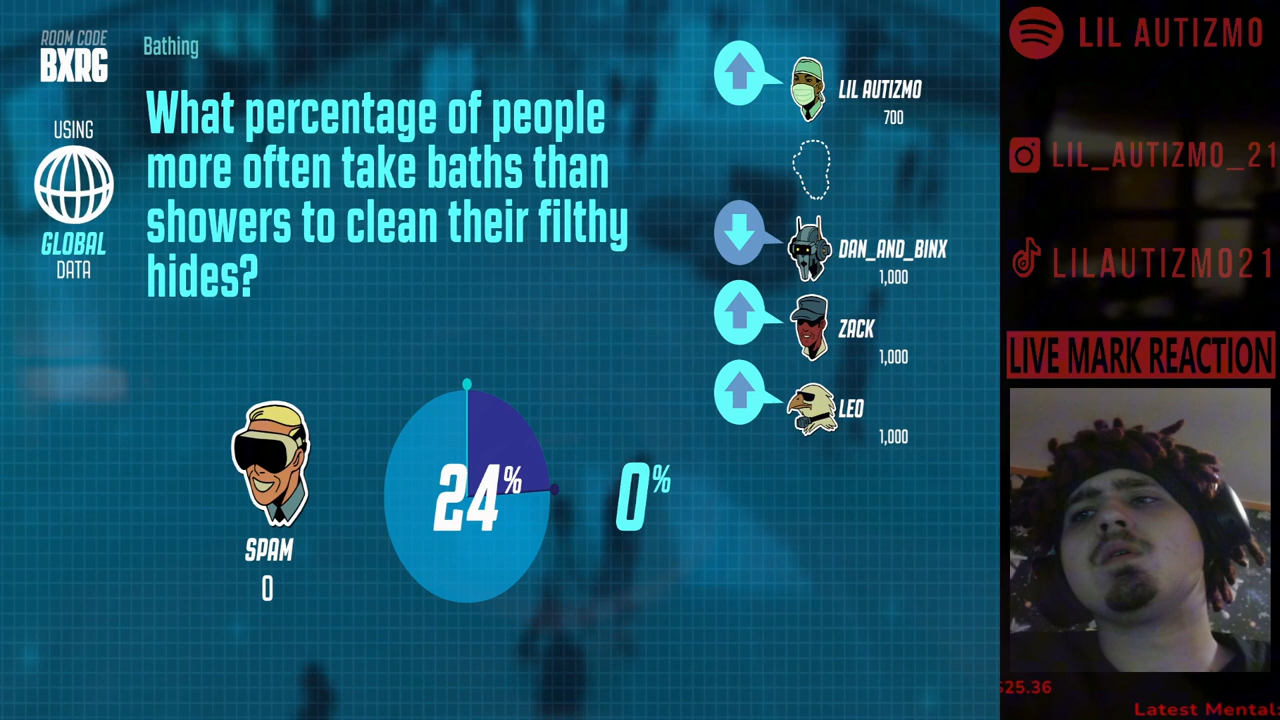 ROOM CODE
BXRG
Bathing
What percentage of people
more often take baths than
showers to clean their filthy
hides?
USING
GLOBAL
DATA
LIL AUTIZMO
700
DAN_AND_BINX
1,000
ZACK
1,000
LEO
1,000
24%
0%
SPAM
0
LIL AUTIZMO
LIL_AUTIZMO_21
LILAUTIZMO21
LIVE MARK REACTION
$25.36
Latest Mental